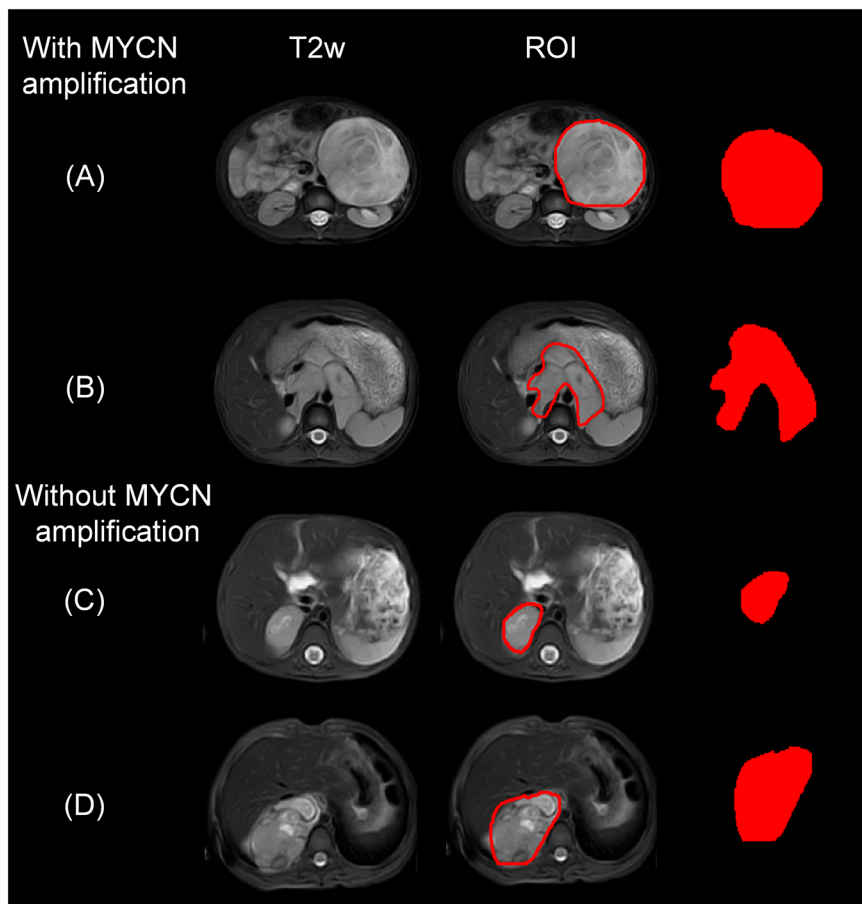 With MYCN T2w ROI
amplification
(A)
(B)
Without MYCN
amplification
(C)
(D)